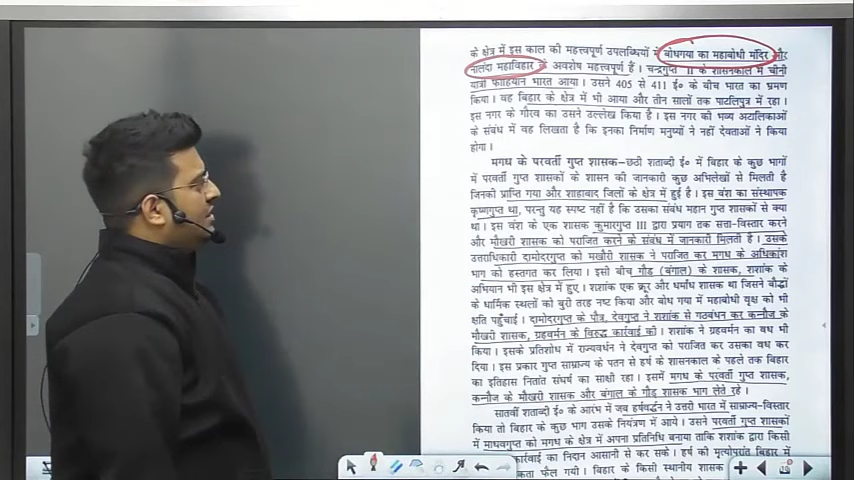 के क्षेत्र में इस काल की महत्त्वपूर्ण उपलब्धियों में बोधगया का महाबोधी मंदिर और
नालंदा महाविहार के अवशेष महत्त्वपूर्ण हैं । चन्द्रगुप्त II के शासनकाल में चीनी
यात्री फाहियान भारत आया । उसने 405 से 411 ई० के बीच भारत का भ्रमण
किया । वह बिहार के क्षेत्र में भी आया और तीन सालों तक पाटलिपुत्र में रहा ।
इस नगर के गौरव का उसने उल्लेख किया है । इस नगर की भव्य अटालिकाओं
के संबंध में वह लिखता है कि इनका निर्माण मनुष्यों ने नहीं देवताओं ने किया
होगा ।
मगध के परवर्ती गुप्त शासक–छठी शताब्दी ई० में बिहार के कुछ भागों
में परवर्ती गुप्त शासकों के शासन की जानकारी कुछ अभिलेखों से मिलती है
जिनकी प्राप्ति गया और शाहाबाद जिलों के क्षेत्र में हुई है । इस वंश का संस्थापक
कृष्णगुप्त था, परन्तु यह स्पष्ट नहीं है कि उसका संबंध महान गुप्त शासकों से क्या
था । इस वंश के एक शासक कुमारगुप्त III द्वारा प्रयाग तक सत्ता-विस्तार करने
और मौखरी शासक को पराजित करने के संबंध में जानकारी मिलती है । उसके
उत्तराधिकारी दामोदरगुप्त को मखौरी शासक ने पराजित कर मगध के अधिकांश
भाग को हस्तगत कर लिया । इसी बीच गौड़ (बंगाल) के शासक, शशांक के
अभियान भी इस क्षेत्र में हुए । शशांक एक क्रूर और धर्मांध शासक था जिसने बौद्धों
के धार्मिक स्थलों को बुरी तरह नष्ट किया और बोध गया में महाबोधी वृक्ष को भी
क्षति पहुँचाई । दामोदरगुप्त के पौत्र, देवगुप्त ने शशांक से गठबंधन कर कन्नौज के
मौखरी शासक, ग्रहवर्मन के विरुद्ध कार्रवाई की । शशांक ने ग्रहवर्मन का वध भी
किया । इसके प्रतिशोध में राज्यवर्धन ने देवगुप्त को पराजित कर उसका वध कर
दिया । इस प्रकार गुप्त साम्राज्य के पतन से हर्ष के शासनकाल के पहले तक बिहार
का इतिहास नितांत संघर्ष का साक्षी रहा । इसमें मगध के परवर्ती गुप्त शासक,
कन्नौज के मौखरी शासक और बंगाल के गौड़ शासक भाग लेते रहे ।
सातवीं शताब्दी ई० के आरंभ में जब हर्षवर्द्धन ने उत्तरी भारत में साम्राज्य-विस्तार
किया तो बिहार के कुछ भाग उसके नियंत्रण में आये । उसने परवर्ती गुप्त शासकों
में माधवगुप्त को मगध के क्षेत्र में अपना प्रतिनिधि बनाया ताकि शशांक द्वारा किसी
कार्रवाई का निदान आसानी से कर सके । हर्ष की मृत्योपरांत बिहार में
फैल गयी । बिहार के किसी स्थानीय शासक